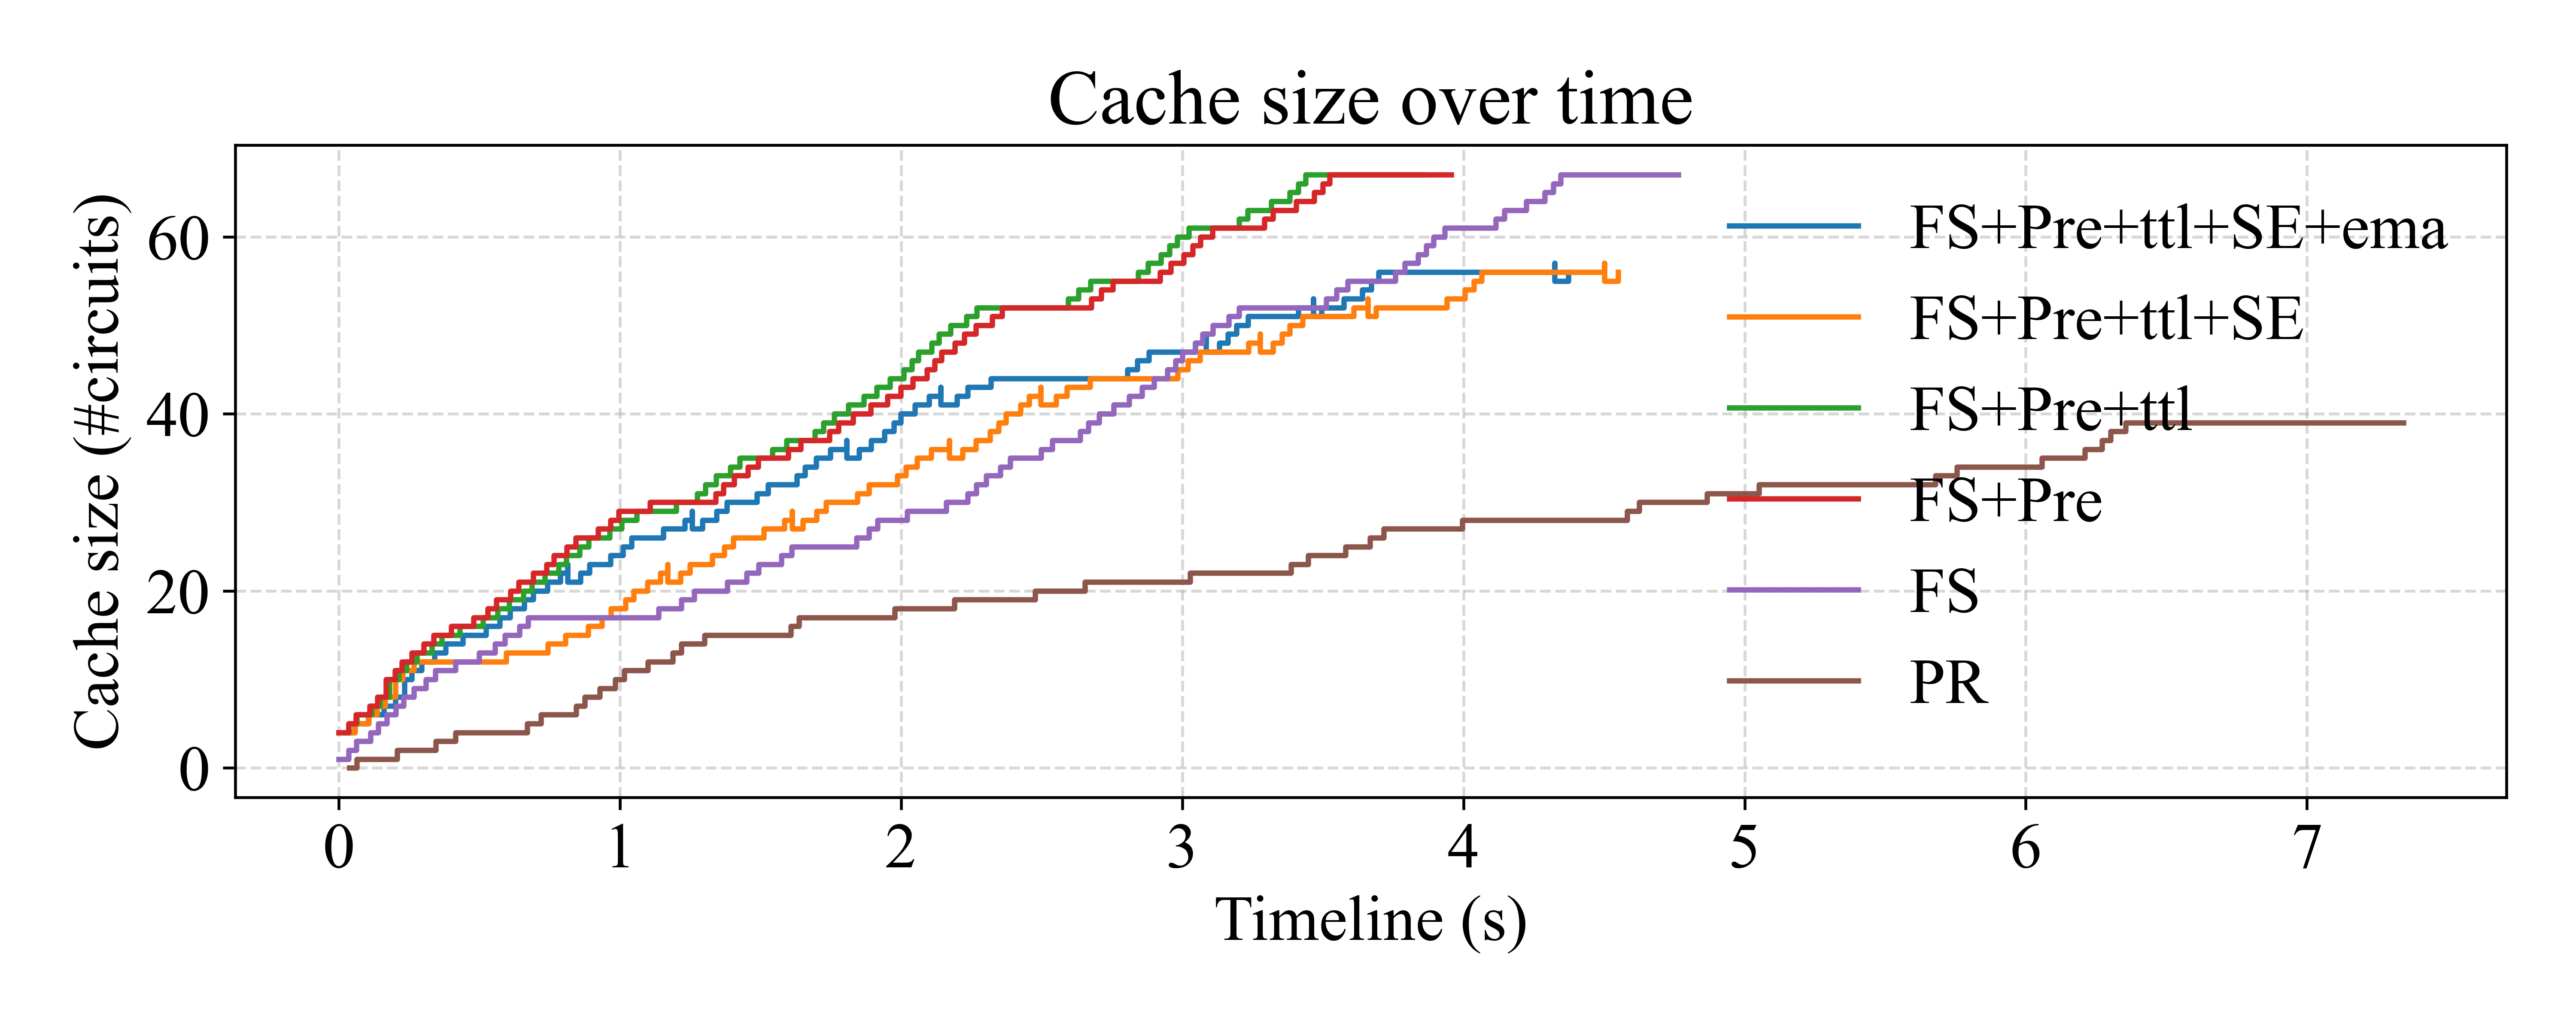 Cache size over time
Cache size (#circuits)
60
40
20
0
FS+Pre+ttl+SE+ema
FS+Pre+ttl+SE
FS+Pre+ttl
FS+Pre
FS
PR
0 1 2 3 4 5 6 7
Timeline (s)